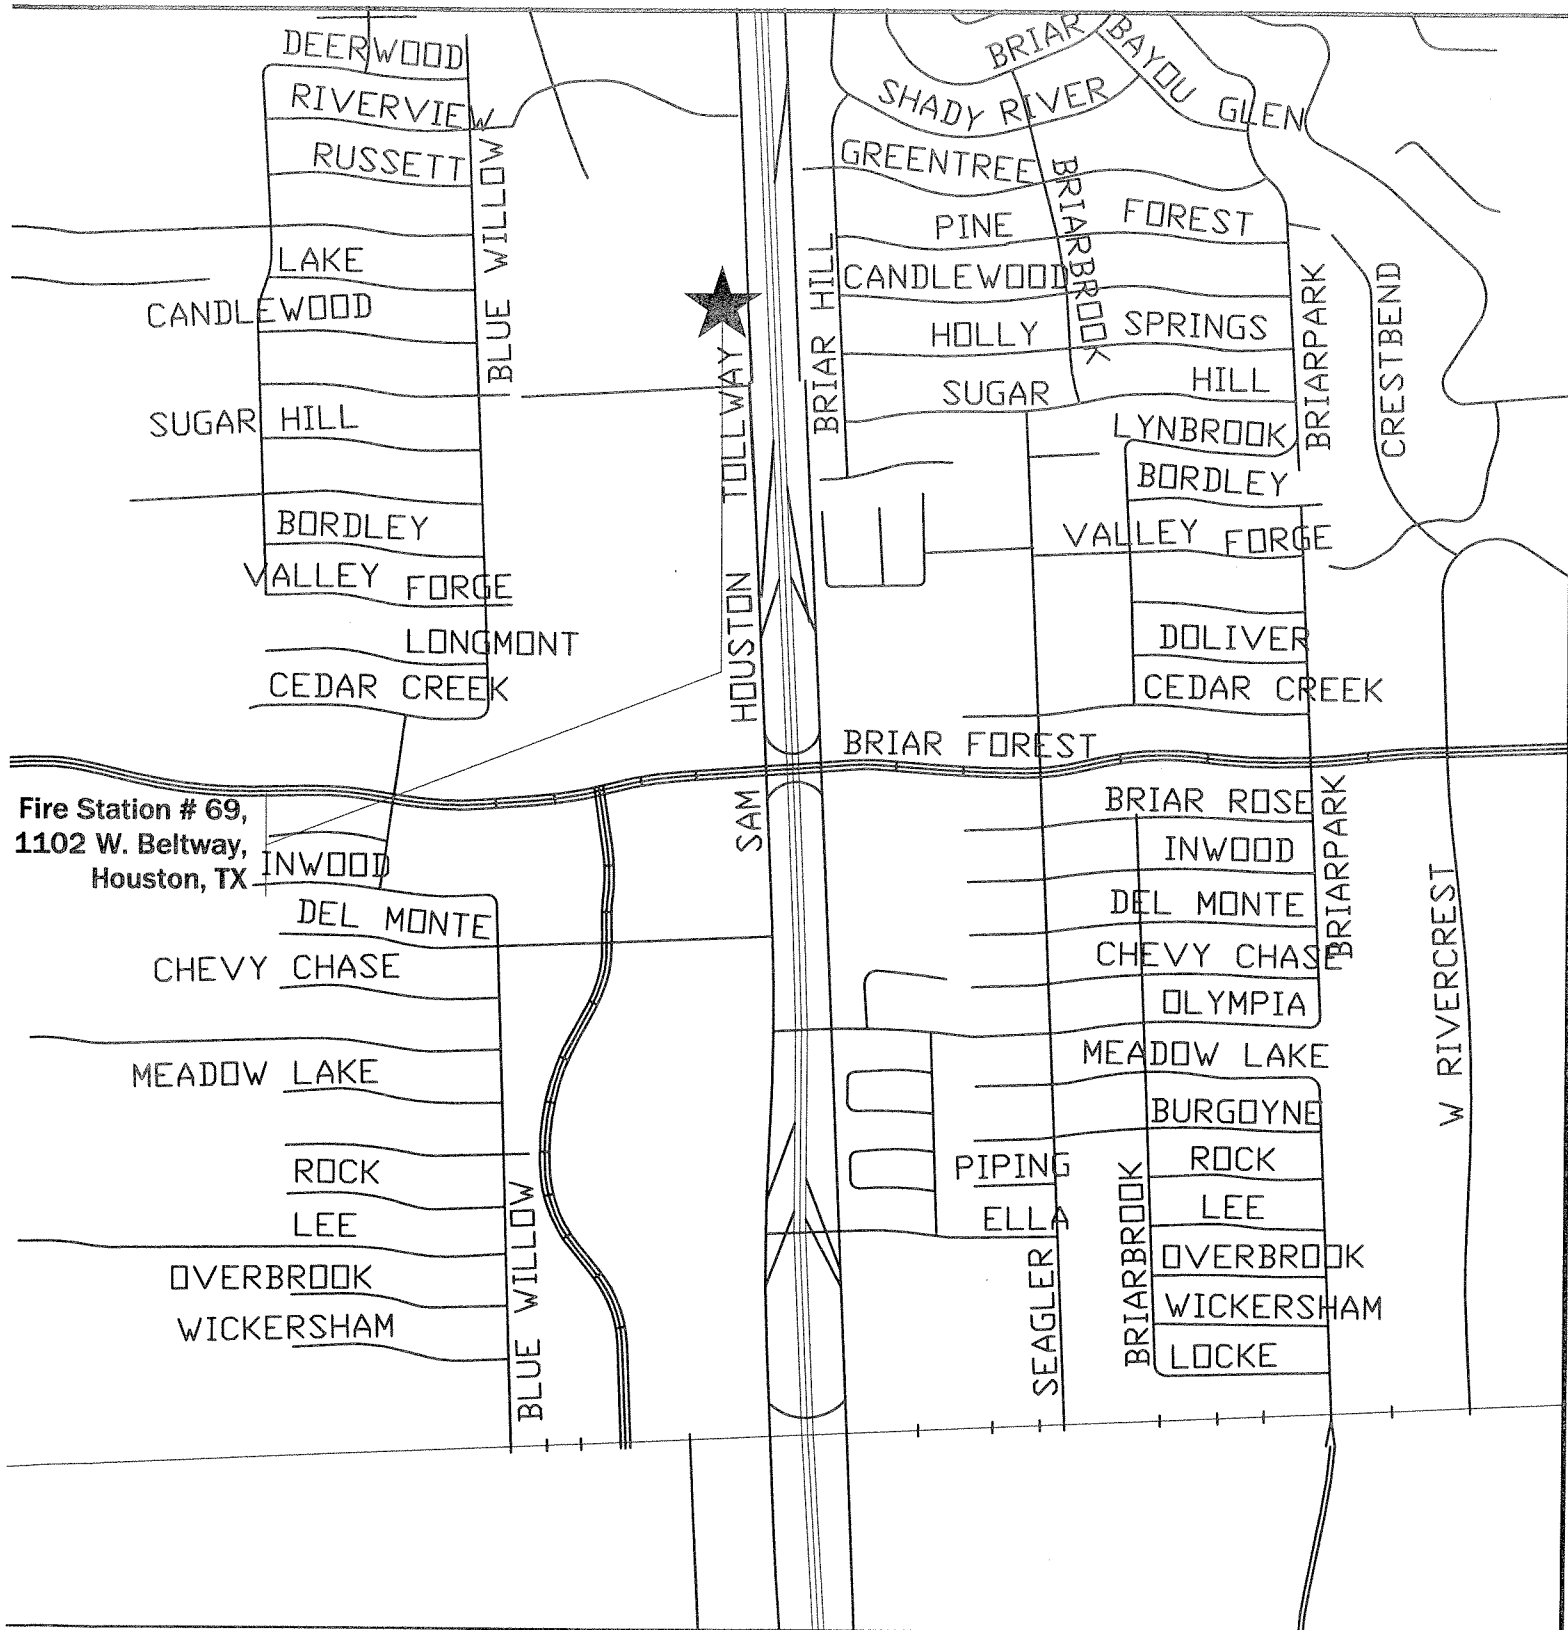 DEERWOOD
RIVERVIEW
RUSSETT
LAKE
CANDLEWOOD
SUGAR HILL
BORDLEY
VALLEY FORGE
LONGMONT
CEDAR CREEK
BLUE WILLOW
SAM HOUSTON TOLLWAY
BRIAR HILL
BRIAR
BAYOU GLEN
SHADY RIVER
GREENTREE
BRIARBROOK
PINE FOREST
CANDLEWOOD
HOLLY SPRINGS
SUGAR HILL
LYNBROOK
BORDLEY
VALLEY FORGE
DOLIVER
CEDAR CREEK
BRIARPARK
CRESTBEND
BRIAR FOREST
Fire Station # 69,
1102 W. Beltway,
Houston, TX
INWOOD
DEL MONTE
CHEVY CHASE
MEADOW LAKE
ROCK
LEE
OVERBROOK
WICKERSHAM
BLUE WILLOW
BRIAR ROSE
INWOOD
DEL MONTE
CHEVY CHASE
OLYMPIA
MEADOW LAKE
BURGOYNE
PIPING
ROCK
ELLA
LEE
OVERBROOK
WICKERSHAM
LOCKE
SEAGLER
BRIARBROOK
BRIARPARK
W RIVERCREST